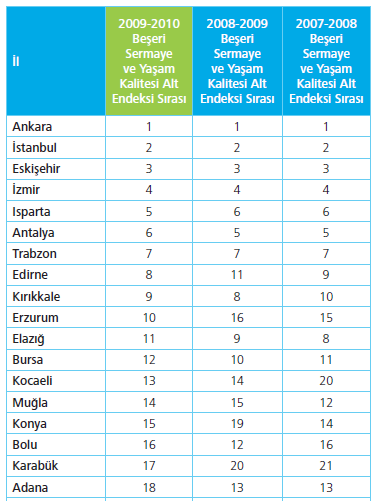 İl
2009-2010 Beşeri Sermaye ve Yaşam Kalitesi Alt Endeksi Sırası
2008-2009 Beşeri Sermaye ve Yaşam Kalitesi Alt Endeksi Sırası
2007-2008 Beşeri Sermaye ve Yaşam Kalitesi Alt Endeksi Sırası
Ankara 1 1 1
İstanbul 2 2 2
Eskişehir 3 3 3
İzmir 4 4 4
Isparta 5 6 6
Antalya 6 5 5
Trabzon 7 7 7
Edirne 8 11 9
Kırıkkale 9 8 10
Erzurum 10 16 15
Elazığ 11 9 8
Bursa 12 10 11
Kocaeli 13 14 20
Muğla 14 15 12
Konya 15 19 14
Bolu 16 12 16
Karabük 17 20 21
Adana 18 13 13